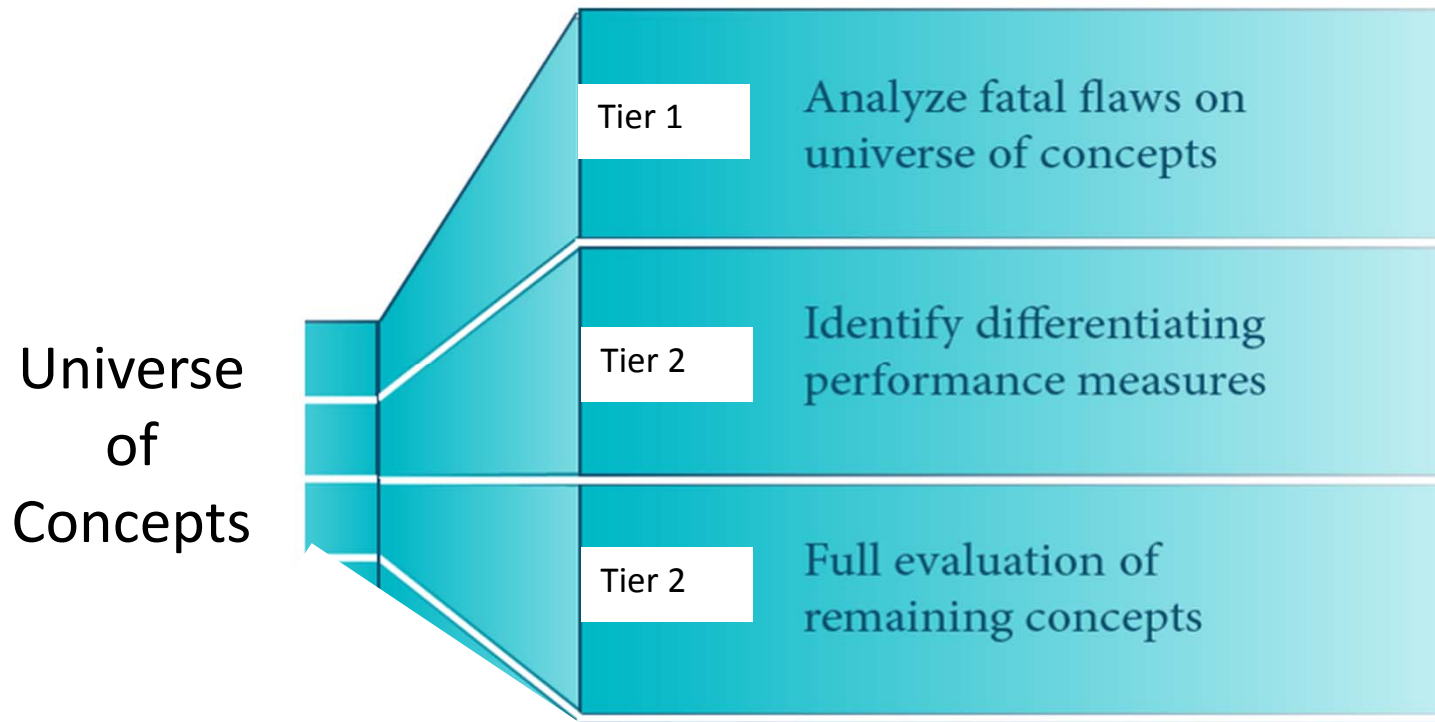 Universe
of
Concepts
Tier 1
Analyze fatal flaws on
universe of concepts
Tier 2
Identify differentiating
performance measures
Tier 2
Full evaluation of
remaining concepts